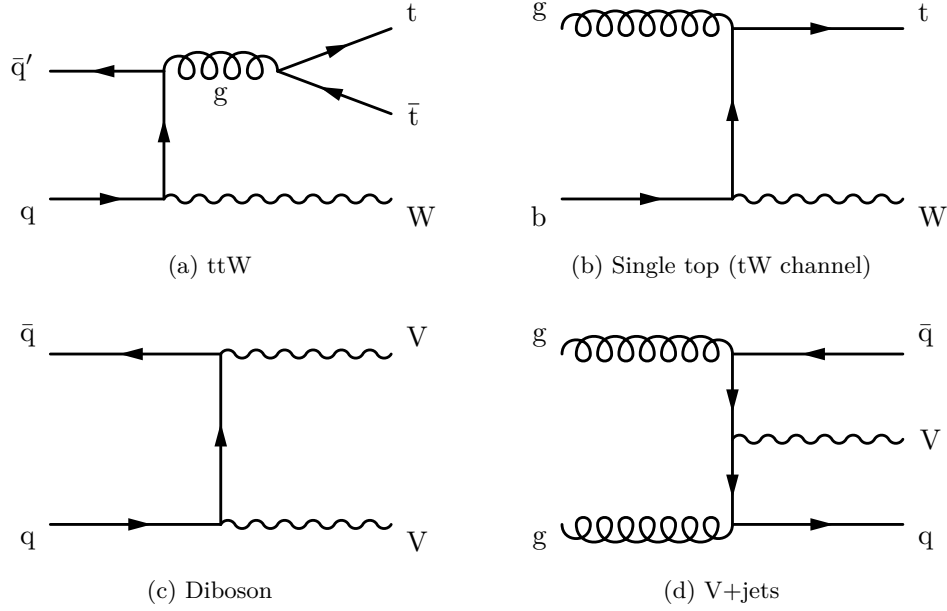 t
q̄′
g
t̄
q
W
(a) ttW
g
t
b
W
(b) Single top (tW channel)
q̄
V
q
V
(c) Diboson
g
q̄
V
g
q
(d) V+jets